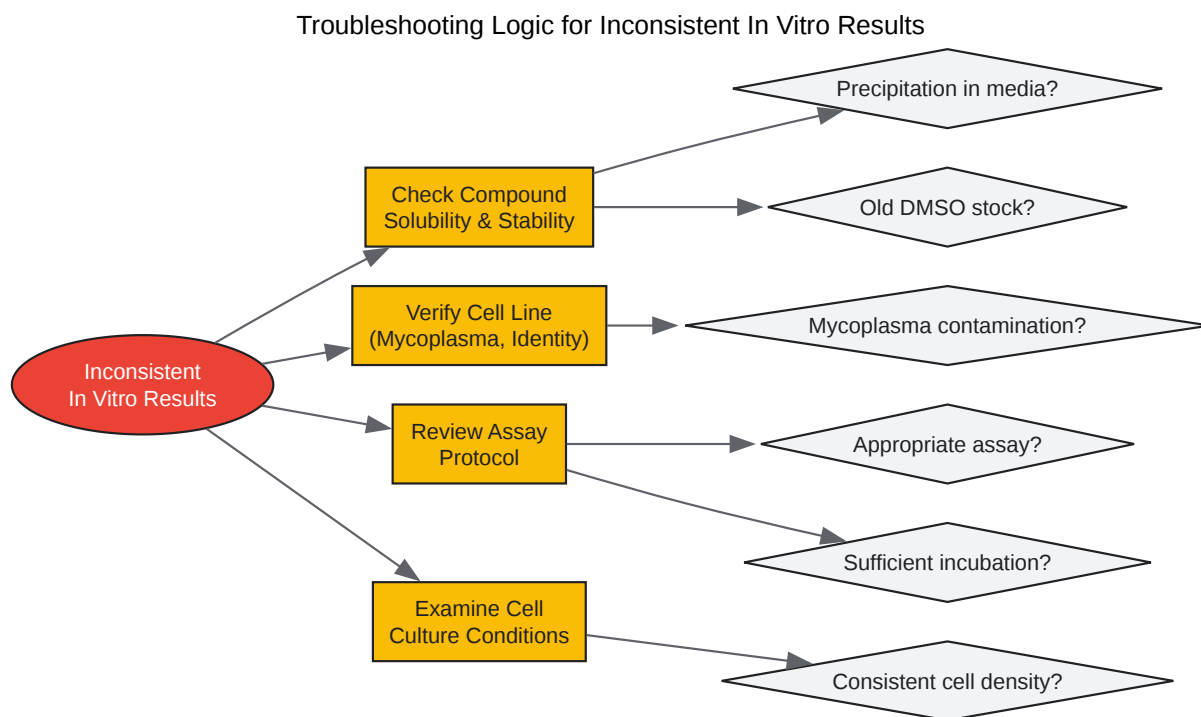 Troubleshooting Logic for Inconsistent In Vitro Results
Precipitation in media?
Check Compound
Solubility & Stability
Old DMSO stock?
Verify Cell Line
(Mycoplasma, Identity)
Mycoplasma contamination?
Inconsistent
In Vitro Results
Review Assay
Protocol
Appropriate assay?
Sufficient incubation?
Examine Cell
Culture Conditions
Consistent cell density?